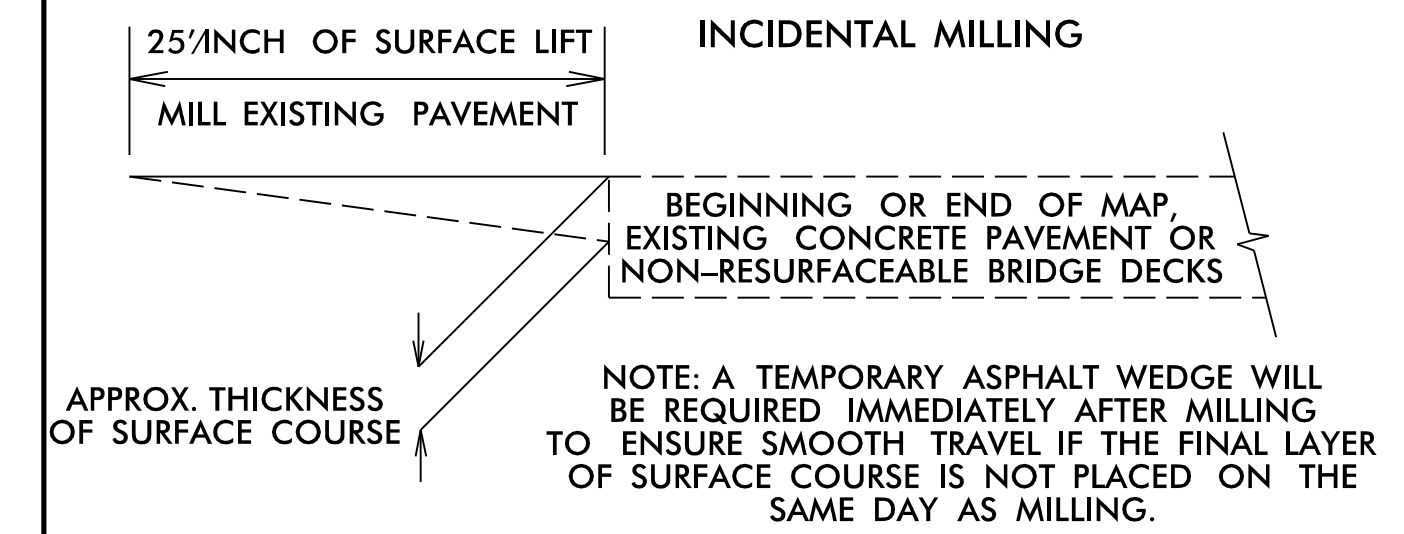 25'/INCH OF SURFACE LIFT
INCIDENTAL MILLING
MILL EXISTING PAVEMENT
BEGINNING OR END OF MAP,
EXISTING CONCRETE PAVEMENT OR
NON–RESURFACEABLE BRIDGE DECKS
APPROX. THICKNESS
OF SURFACE COURSE
NOTE: A TEMPORARY ASPHALT WEDGE WILL
BE REQUIRED IMMEDIATELY AFTER MILLING
TO ENSURE SMOOTH TRAVEL IF THE FINAL LAYER
OF SURFACE COURSE IS NOT PLACED ON THE
SAME DAY AS MILLING.